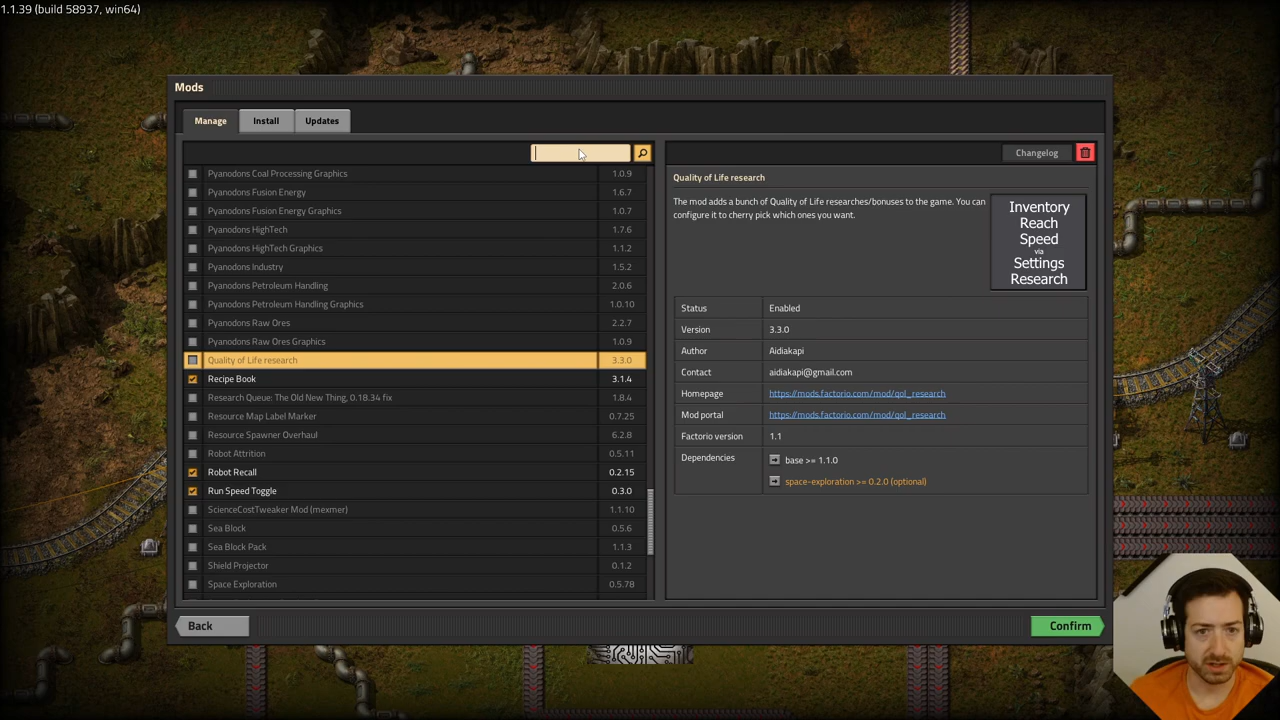 1.1.39 (build 58937, win64)
Mods
Manage
Install
Updates
Changelog
Pyanodons Coal Processing Graphics 1.0.9
Pyanodons Fusion Energy 1.6.7
Pyanodons Fusion Energy Graphics 1.0.7
Pyanodons HighTech 1.7.6
Pyanodons HighTech Graphics 1.1.2
Pyanodons Industry 1.5.2
Pyanodons Petroleum Handling 2.0.6
Pyanodons Petroleum Handling Graphics 1.0.10
Pyanodons Raw Ores 2.2.7
Pyanodons Raw Ores Graphics 1.0.9
Quality of Life research 3.3.0
Recipe Book 3.1.4
Research Queue: The Old New Thing, 0.18.34 fix 1.8.4
Resource Map Label Marker 0.7.25
Resource Spawner Overhaul 6.2.8
Robot Attrition 0.5.11
Robot Recall 0.2.15
Run Speed Toggle 0.3.0
ScienceCostTweaker Mod (mexmer) 1.1.10
Sea Block 0.5.6
Sea Block Pack 1.1.3
Shield Projector 0.1.2
Space Exploration 0.5.78
Quality of Life research
The mod adds a bunch of Quality of Life researches/bonuses to the game. You can
configure it to cherry pick which ones you want.
Inventory
Reach
Speed
via
Settings
Research
Status Enabled
Version 3.3.0
Author Aidiakapi
Contact aidiakapi@gmail.com
Homepage https://mods.factorio.com/mod/qol_research
Mod portal https://mods.factorio.com/mod/qol_research
Factorio version 1.1
Dependencies base >= 1.1.0
space-exploration >= 0.2.0 (optional)
Back
Confirm